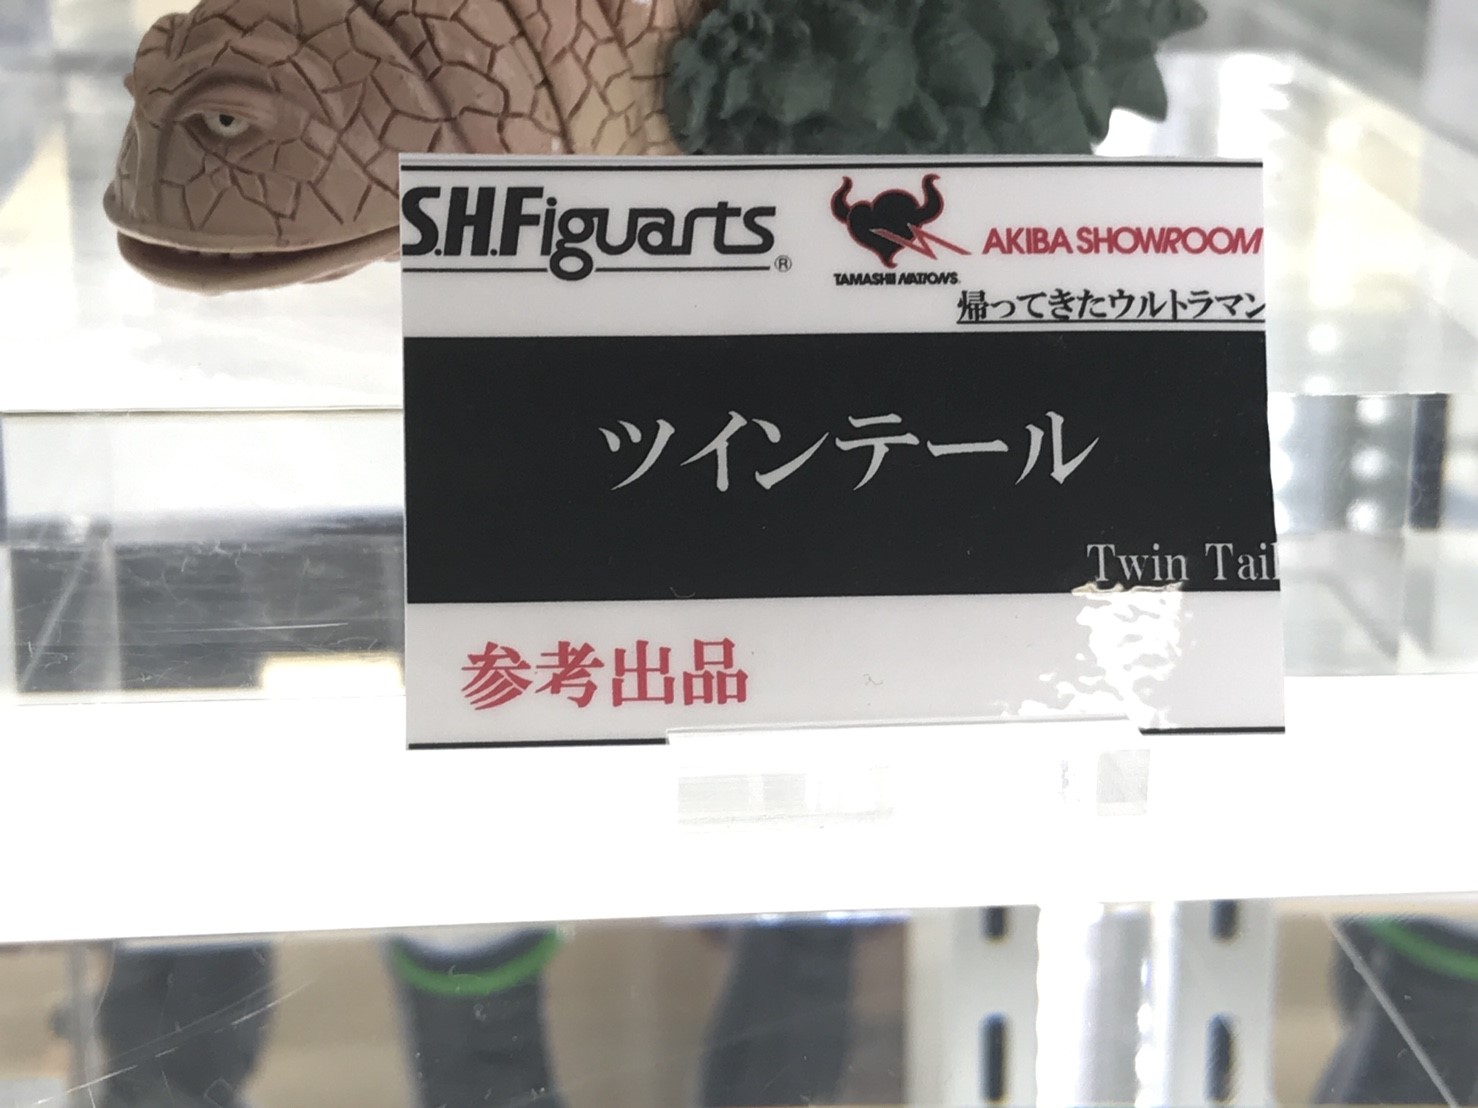 S.H.Figuarts®
TAMASHII NATIONS
AKIBA SHOWROOM
帰ってきたウルトラマン
ツインテール
Twin Tail
参考出品